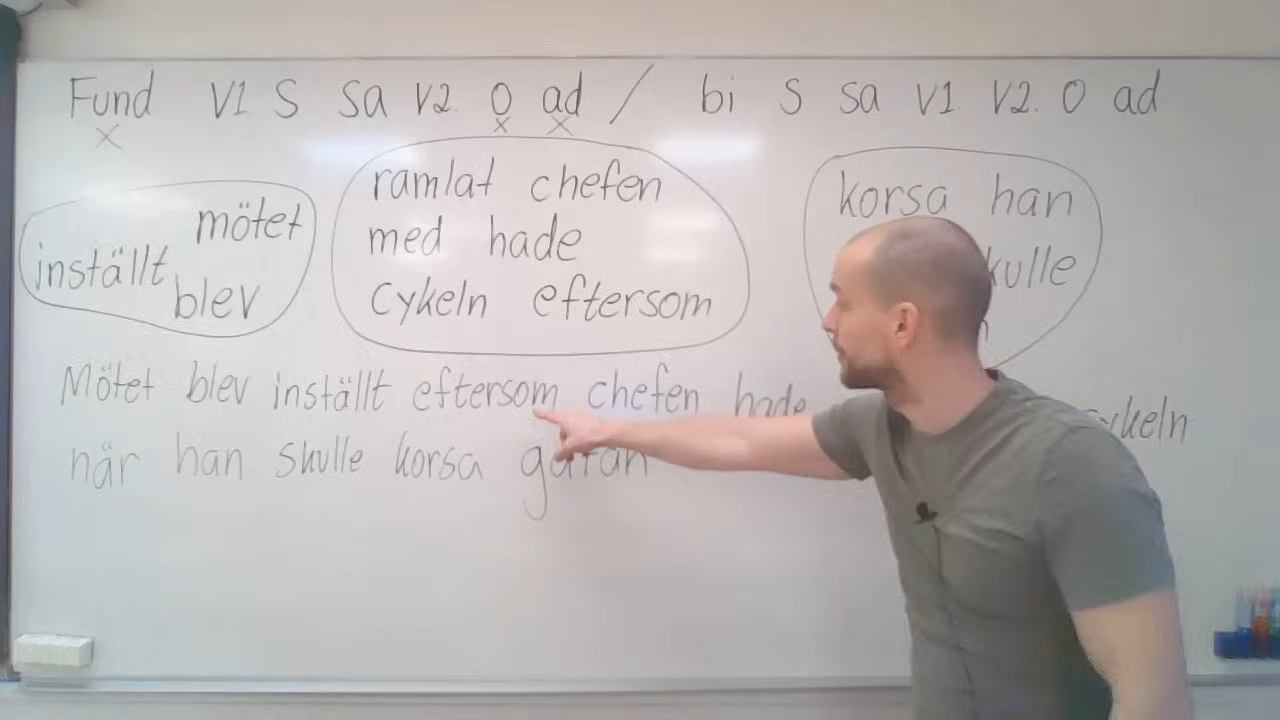 Fund V1 S Sa V2. O ad / bi S sa V1 V2. O ad
x x x
mötet
inställt
blev
ramlat chefen
med hade
Cykeln eftersom
korsa han
Mötet blev inställt eftersom chefen hade
när han skulle korsa gatan